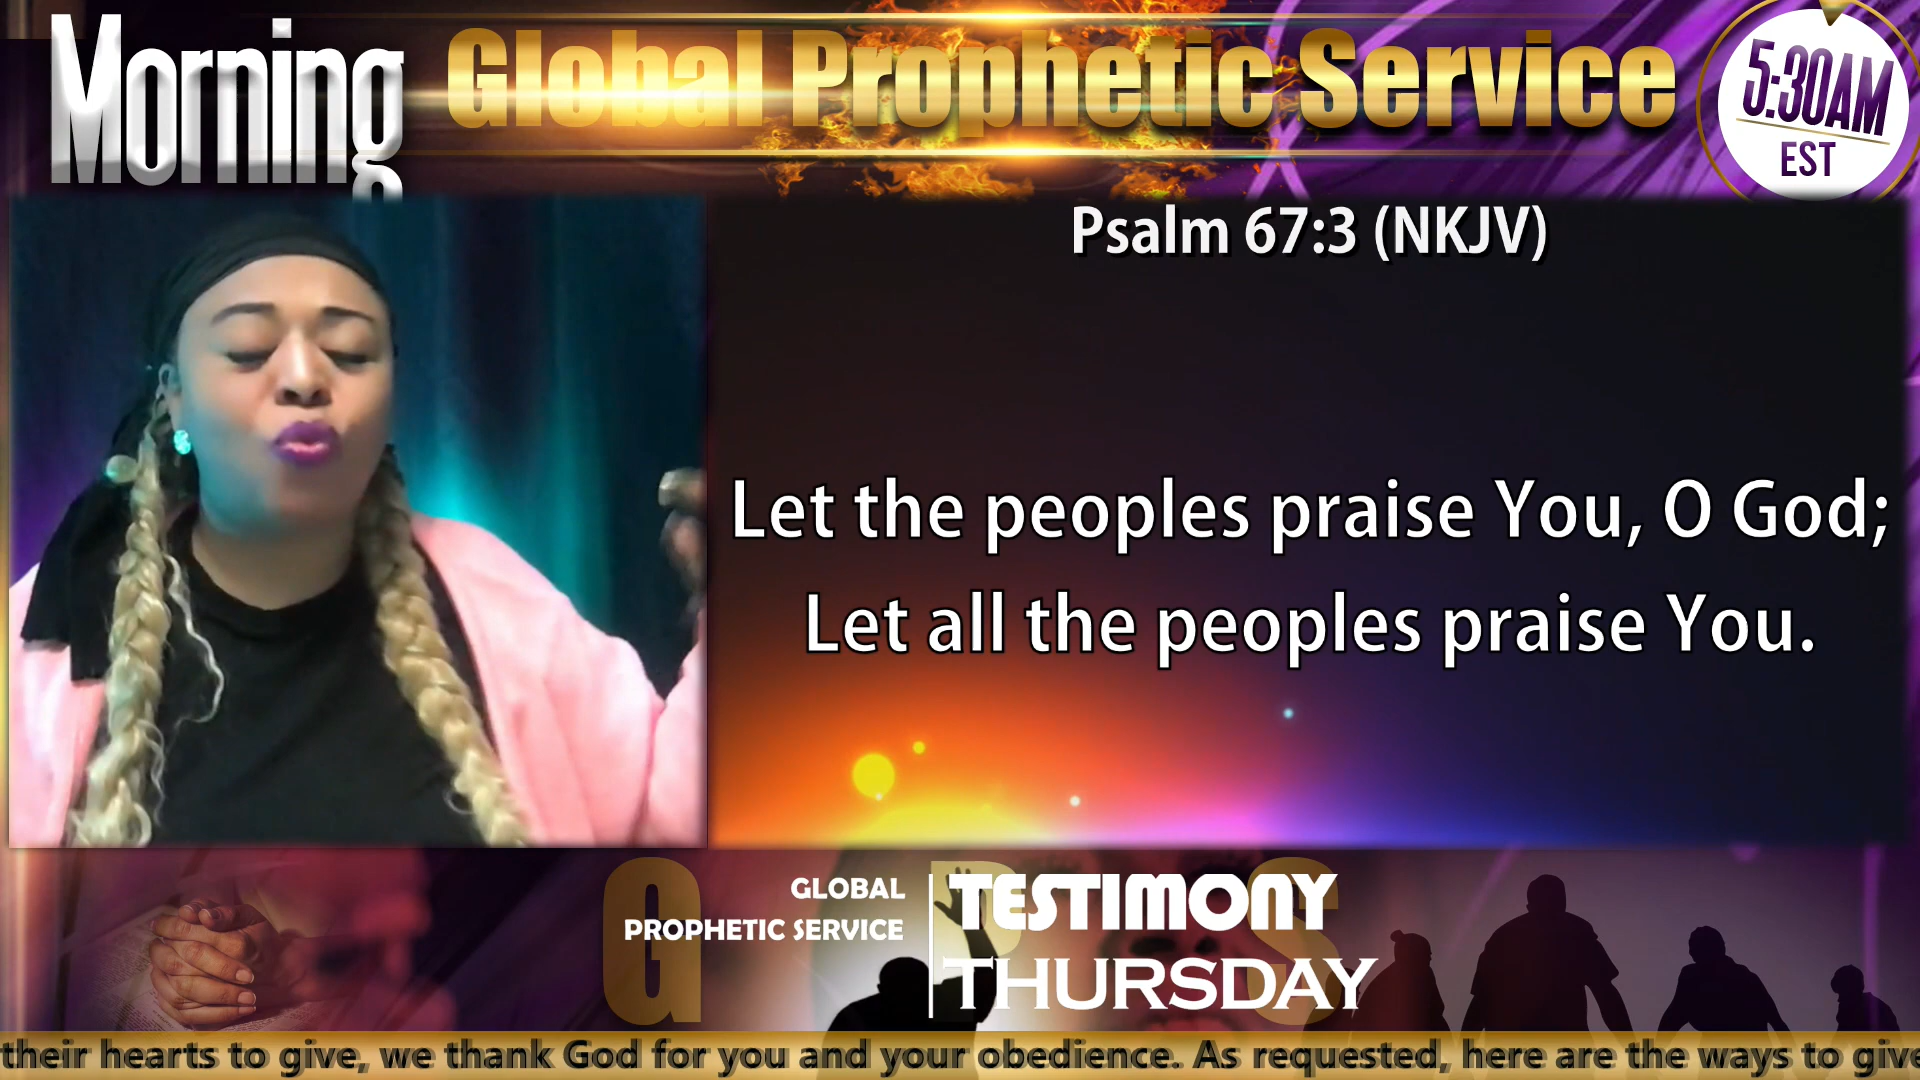 Morning
Global Prophetic Service
5:30AM
EST
Psalm 67:3 (NKJV)
Let the peoples praise You, O God;
Let all the peoples praise You.
G P S
GLOBAL
PROPHETIC SERVICE
TESTIMONY
THURSDAY
their hearts to give, we thank God for you and your obedience. As requested, here are the ways to give